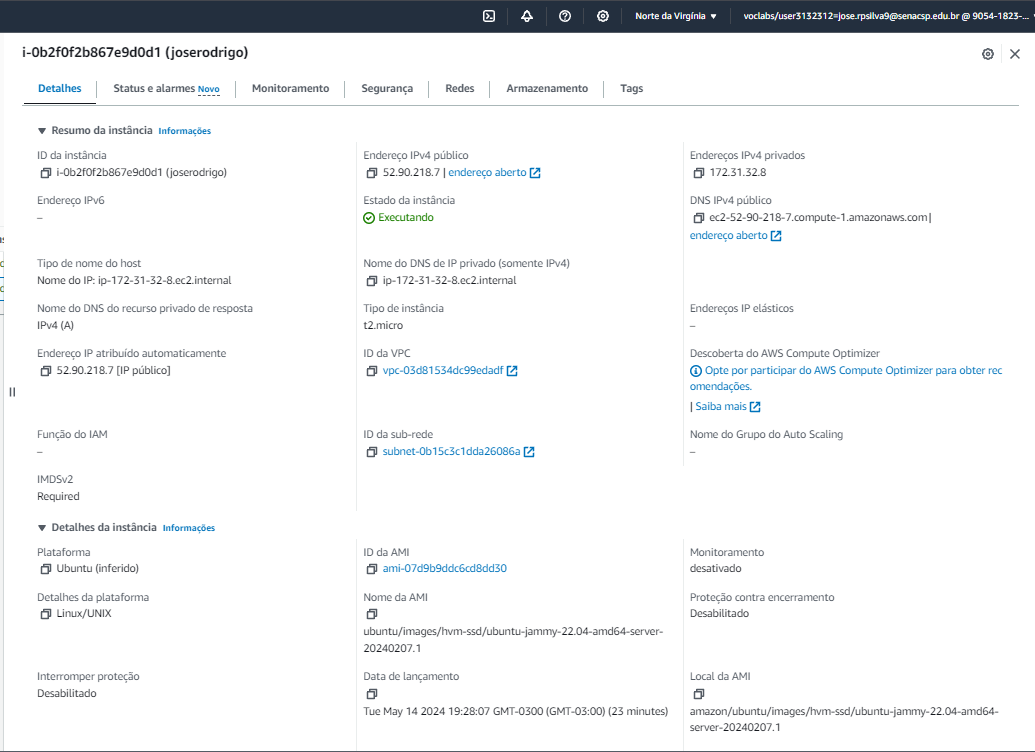 Norte da Virgínia ▼ voclabs/user3132312=jose.rpsilva9@senacsp.edu.br @ 9054-1823-...
i-0b2f0f2b867e9d0d1 (joserodrigo)
Detalhes
Status e alarmes Novo
Monitoramento
Segurança
Redes
Armazenamento
Tags
▼ Resumo da instância Informações
ID da instância
i-0b2f0f2b867e9d0d1 (joserodrigo)
Endereço IPv4 público
52.90.218.7 | endereço aberto
Endereços IPv4 privados
172.31.32.8
Endereço IPv6
–
Estado da instância
Executando
DNS IPv4 público
ec2-52-90-218-7.compute-1.amazonaws.com |
endereço aberto
Tipo de nome do host
Nome do IP: ip-172-31-32-8.ec2.internal
Nome do DNS de IP privado (somente IPv4)
ip-172-31-32-8.ec2.internal
Nome do DNS do recurso privado de resposta
IPv4 (A)
Tipo de instância
t2.micro
Endereços IP elásticos
–
Endereço IP atribuído automaticamente
52.90.218.7 [IP público]
ID da VPC
vpc-03d81534dc99edadf
Descoberta do AWS Compute Optimizer
Opte por participar do AWS Compute Optimizer para obter rec
omendações.
| Saiba mais
Função do IAM
–
ID da sub-rede
subnet-0b15c3c1dda26086a
Nome do Grupo do Auto Scaling
–
IMDSv2
Required
▼ Detalhes da instância Informações
Plataforma
Ubuntu (inferido)
ID da AMI
ami-07d9b9ddc6cd8dd30
Monitoramento
desativado
Detalhes da plataforma
Linux/UNIX
Nome da AMI
ubuntu/images/hvm-ssd/ubuntu-jammy-22.04-amd64-server-
20240207.1
Proteção contra encerramento
Desabilitado
Interromper proteção
Desabilitado
Data de lançamento
Tue May 14 2024 19:28:07 GMT-0300 (GMT-03:00) (23 minutes)
Local da AMI
amazon/ubuntu/images/hvm-ssd/ubuntu-jammy-22.04-amd64-
server-20240207.1